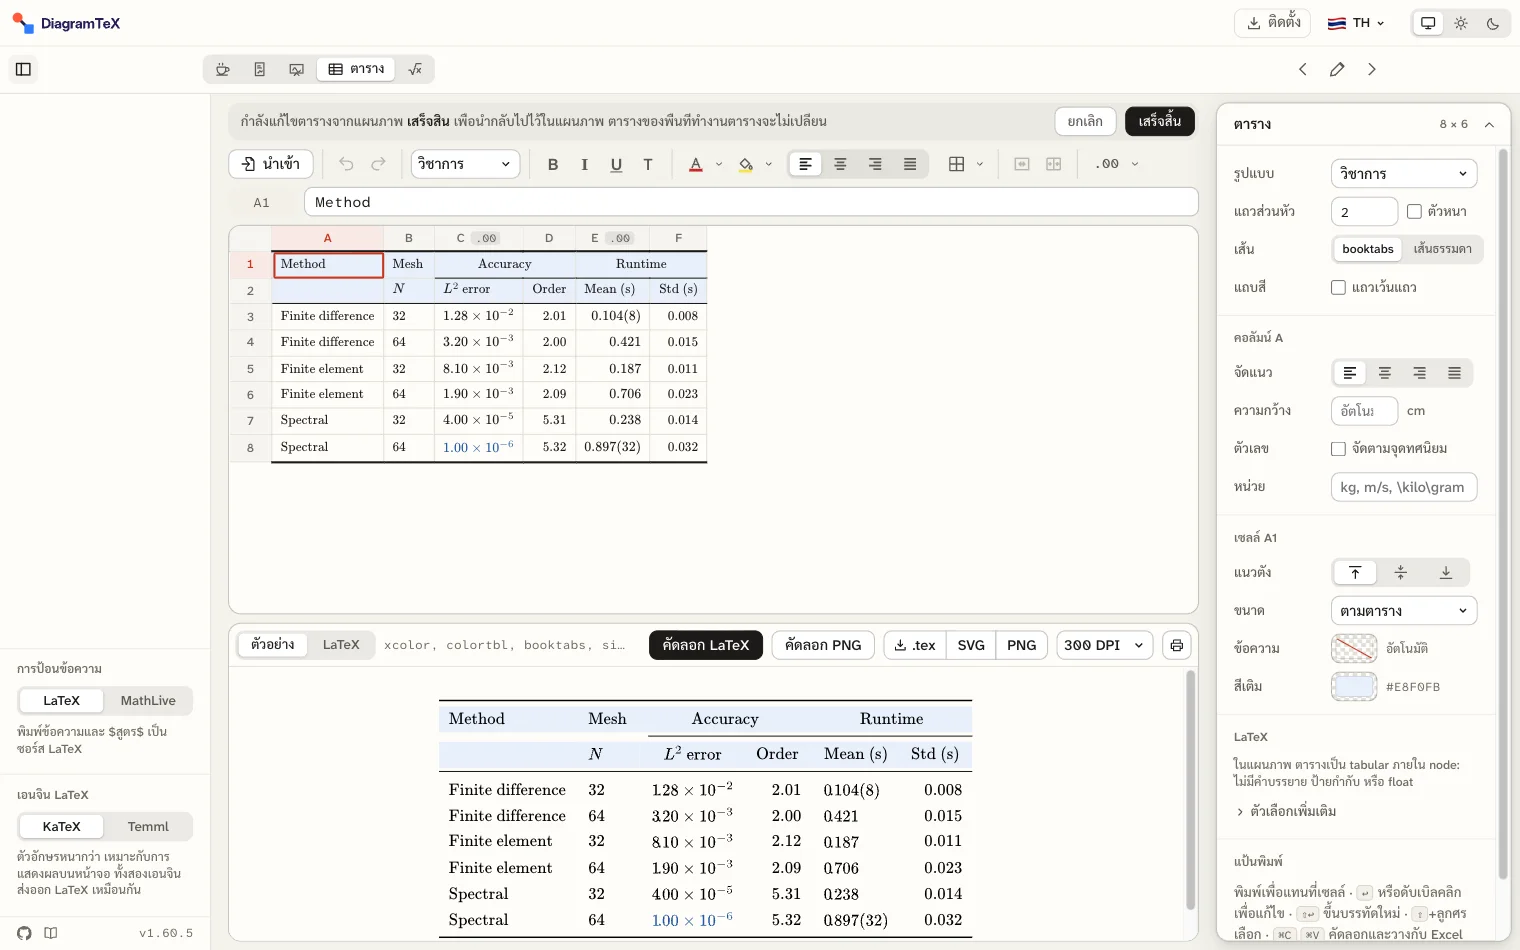 DiagramTeX
ติดตั้ง
TH
ตาราง
กำลังแก้ไขตารางจากแผนภาพ เสร็จสิน เพื่อนำกลับไปไว้ในแผนภาพ ตารางของพื้นที่ทำงานตารางจะไม่เปลี่ยน
ยกเลิก
เสร็จสิ้น
นำเข้า
วิชาการ
B I U T
A
.00
A1
Method
A B C .00 D E .00 F
1 Method Mesh Accuracy Runtime
2 N L² error Order Mean (s) Std (s)
3 Finite difference 32 1.28 × 10⁻² 2.01 0.104(8) 0.008
4 Finite difference 64 3.20 × 10⁻³ 2.00 0.421 0.015
5 Finite element 32 8.10 × 10⁻³ 2.12 0.187 0.011
6 Finite element 64 1.90 × 10⁻³ 2.09 0.706 0.023
7 Spectral 32 4.00 × 10⁻⁵ 5.31 0.238 0.014
8 Spectral 64 1.00 × 10⁻⁶ 5.32 0.897(32) 0.032
ตัวอย่าง
LaTeX
xcolor, colortbl, booktabs, si…
คัดลอก LaTeX
คัดลอก PNG
.tex
SVG
PNG
300 DPI
Method Mesh Accuracy Runtime
N L² error Order Mean (s) Std (s)
Finite difference 32 1.28 × 10⁻² 2.01 0.104(8) 0.008
Finite difference 64 3.20 × 10⁻³ 2.00 0.421 0.015
Finite element 32 8.10 × 10⁻³ 2.12 0.187 0.011
Finite element 64 1.90 × 10⁻³ 2.09 0.706 0.023
Spectral 32 4.00 × 10⁻⁵ 5.31 0.238 0.014
Spectral 64 1.00 × 10⁻⁶ 5.32 0.897(32) 0.032
การป้อนข้อความ
LaTeX
MathLive
พิมพ์ข้อความและ $สูตร$ เป็น
ซอร์ส LaTeX
เอนจิน LaTeX
KaTeX
Temml
ตัวอักษรหนากว่า เหมาะกับการ
แสดงผลบนหน้าจอ ทั้งสองเอนจิน
ส่งออก LaTeX เหมือนกัน
v1.60.5
ตาราง
8 × 6
รูปแบบ
วิชาการ
แถวส่วนหัว
2
ตัวหนา
เส้น
booktabs
เส้นธรรมดา
แถบสี
แถวเว้นแถว
คอลัมน์ A
จัดแนว
ความกว้าง
cm
ตัวเลข
จัดตามจุดทศนิยม
หน่วย
kg, m/s, \kilo\gram
เซลล์ A1
แนวตั้ง
ขนาด
ตามตาราง
ข้อความ
อัตโนมัติ
สีเติม
#E8F0FB
LaTeX
ในแผนภาพ ตารางเป็น tabular ภายใน node:
ไม่มีคำบรรยาย ป้ายกำกับ หรือ float
ตัวเลือกเพิ่มเติม
แป้นพิมพ์
พิมพ์เพื่อแทนที่เซลล์ · ↩ หรือดับเบิลคลิก
เพื่อแก้ไข · ⇧↩ ขึ้นบรรทัดใหม่ · ⇧+ลูกศร
เลือก · ⌘C ⌘V คัดลอกและวางกับ Excel